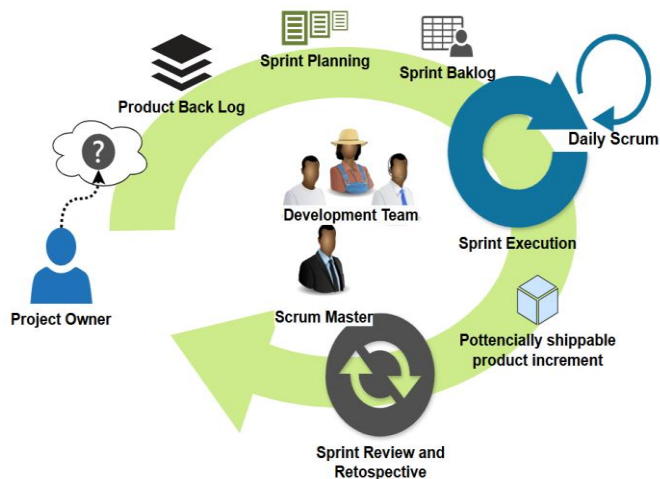 Sprint Planning
Sprint Baklog
Product Back Log
?
Daily Scrum
Development Team
Sprint Execution
Project Owner
Scrum Master
Pottencially shippable
product increment
Sprint Review and
Retospective